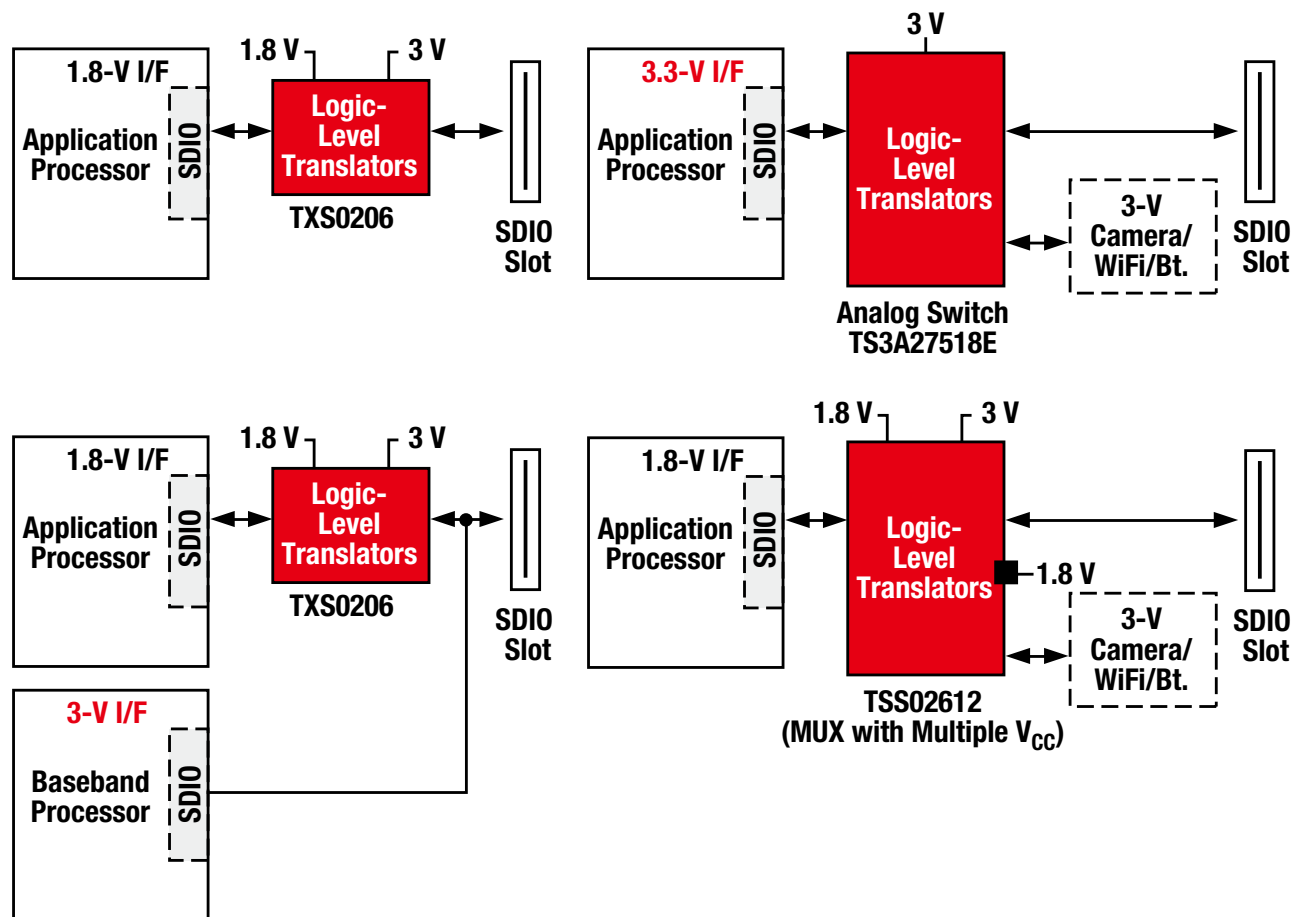 1.8 V
3 V
1.8-V I/F
Application
Processor
SDIO
Logic-
Level
Translators
TXS0206
SDIO
Slot
3 V
3.3-V I/F
Application
Processor
SDIO
Logic-
Level
Translators
Analog Switch
TS3A27518E
3-V
Camera/
WiFi/Bt.
SDIO
Slot
1.8 V
3 V
1.8-V I/F
Application
Processor
SDIO
Logic-
Level
Translators
TXS0206
SDIO
Slot
3-V I/F
Baseband
Processor
SDIO
1.8 V
3 V
1.8-V I/F
Application
Processor
SDIO
Logic-
Level
Translators
1.8 V
TSS02612
(MUX with Multiple VCC)
3-V
Camera/
WiFi/Bt.
SDIO
Slot